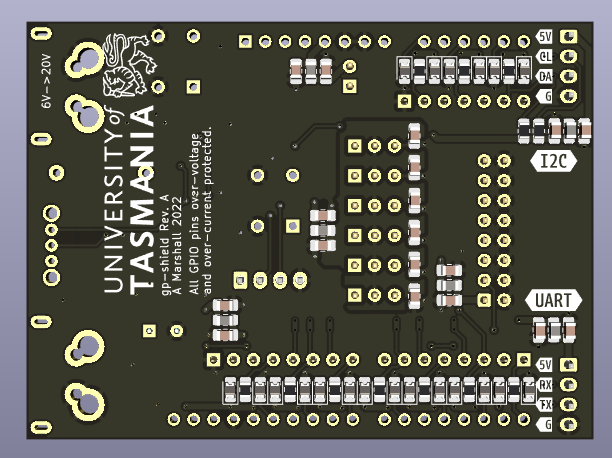 6V->20V
UNIVERSITY of
TASMANIA
gp-shield Rev. A
A Marshall 2022
All GPIO pins over-voltage
and over-current protected.
5V
CL
DA
G
I2C
UART
5V
RX
TX
G